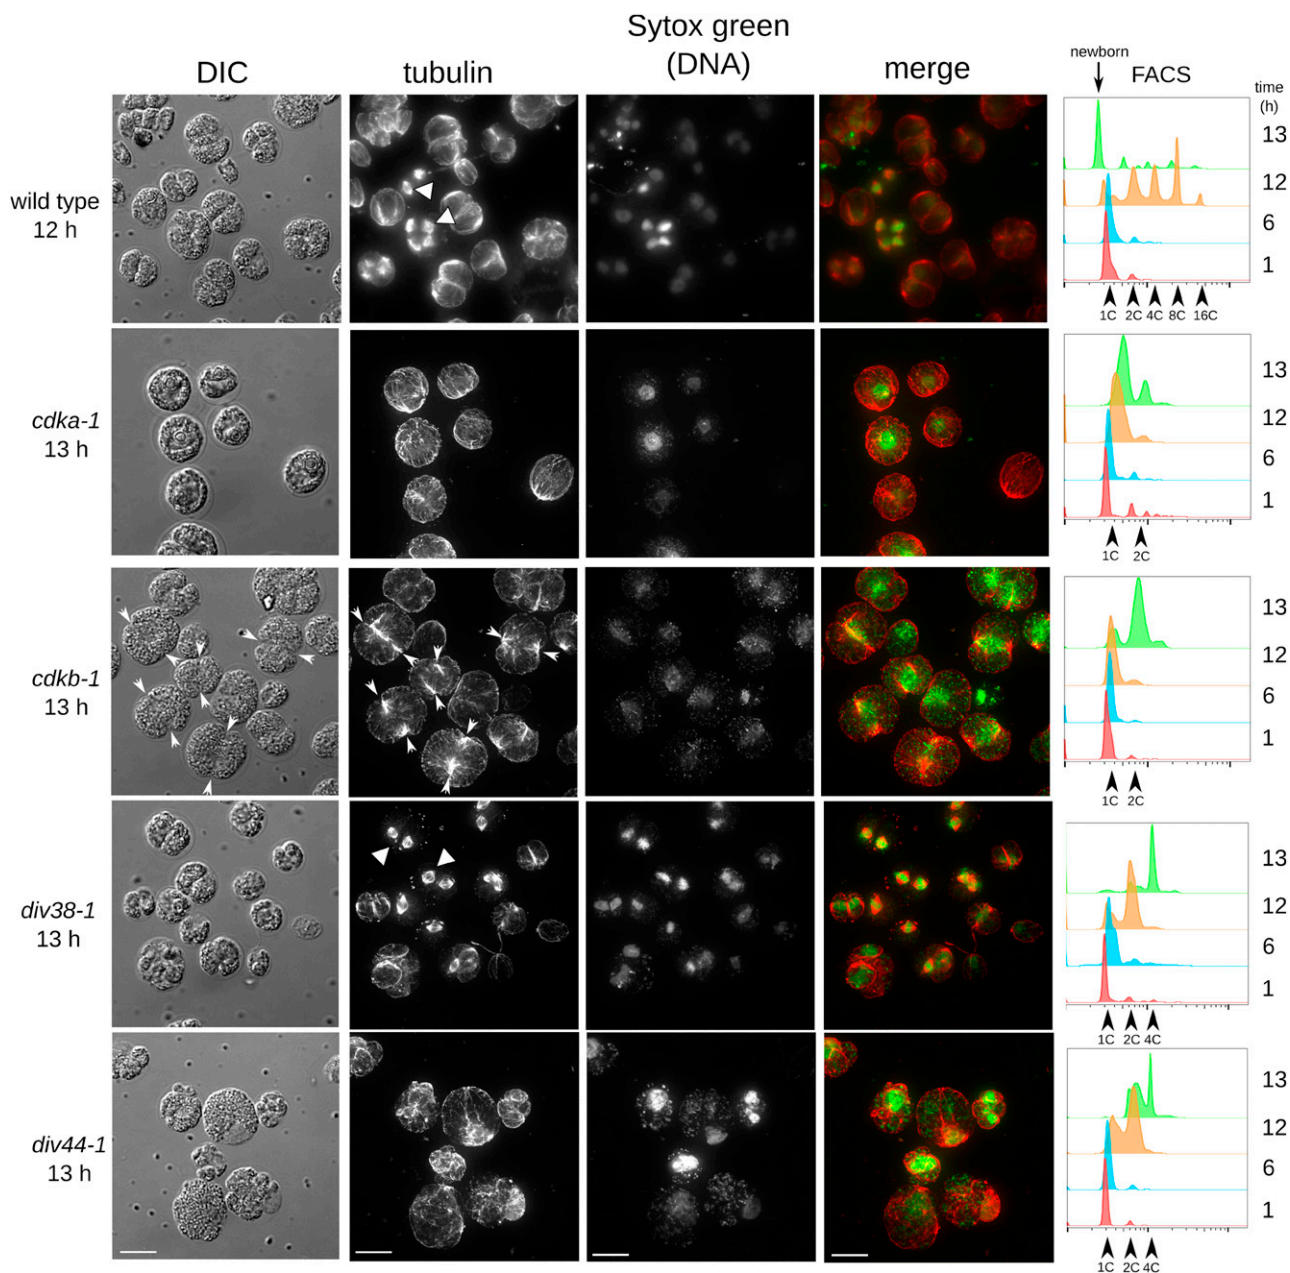 Sytox green
(DNA)
DIC
tubulin
merge
newborn
FACS
time
(h)
wild type
12 h
13
12
6
1
1C 2C 4C 8C 16C
cdka-1
13 h
13
12
6
1
1C 2C
cdkb-1
13 h
13
12
6
1
1C 2C
div38-1
13 h
13
12
6
1
1C 2C 4C
div44-1
13 h
13
12
6
1
1C 2C 4C